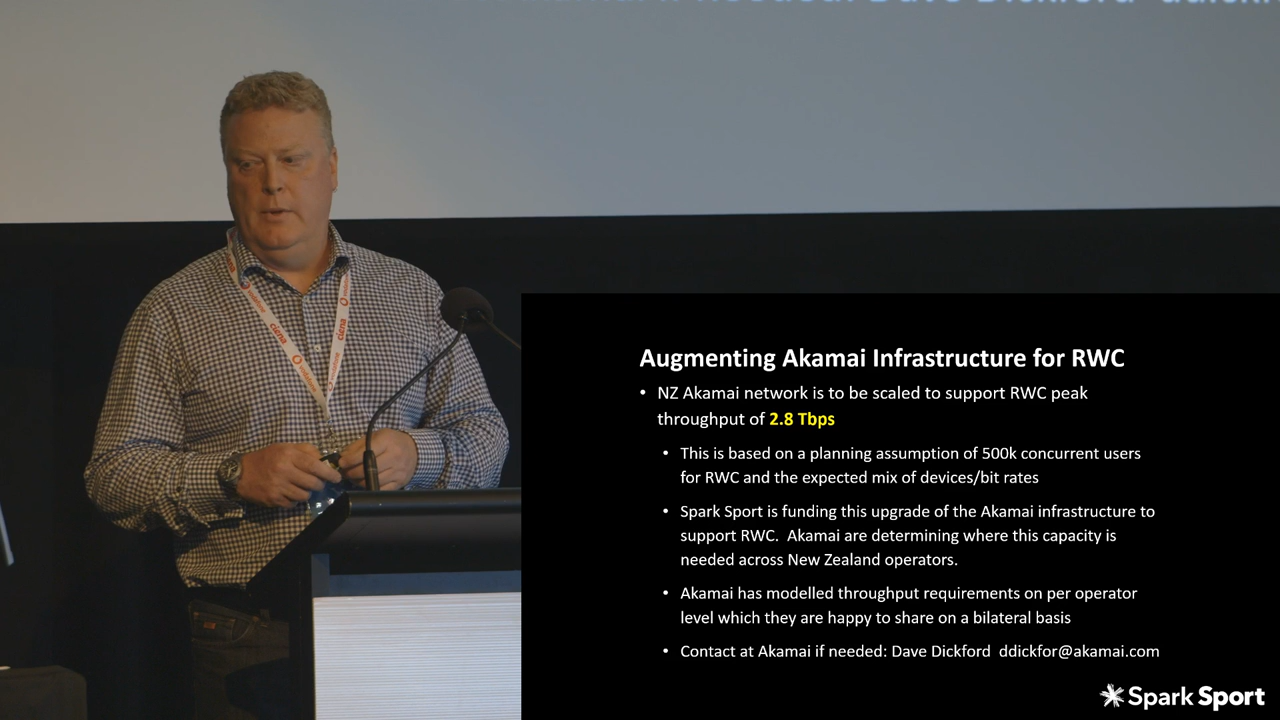 Augmenting Akamai Infrastructure for RWC
• NZ Akamai network is to be scaled to support RWC peak
throughput of 2.8 Tbps
• This is based on a planning assumption of 500k concurrent users
for RWC and the expected mix of devices/bit rates
• Spark Sport is funding this upgrade of the Akamai infrastructure to
support RWC. Akamai are determining where this capacity is
needed across New Zealand operators.
• Akamai has modelled throughput requirements on per operator
level which they are happy to share on a bilateral basis
• Contact at Akamai if needed: Dave Dickford ddickfor@akamai.com
Spark Sport
ciena
ciena